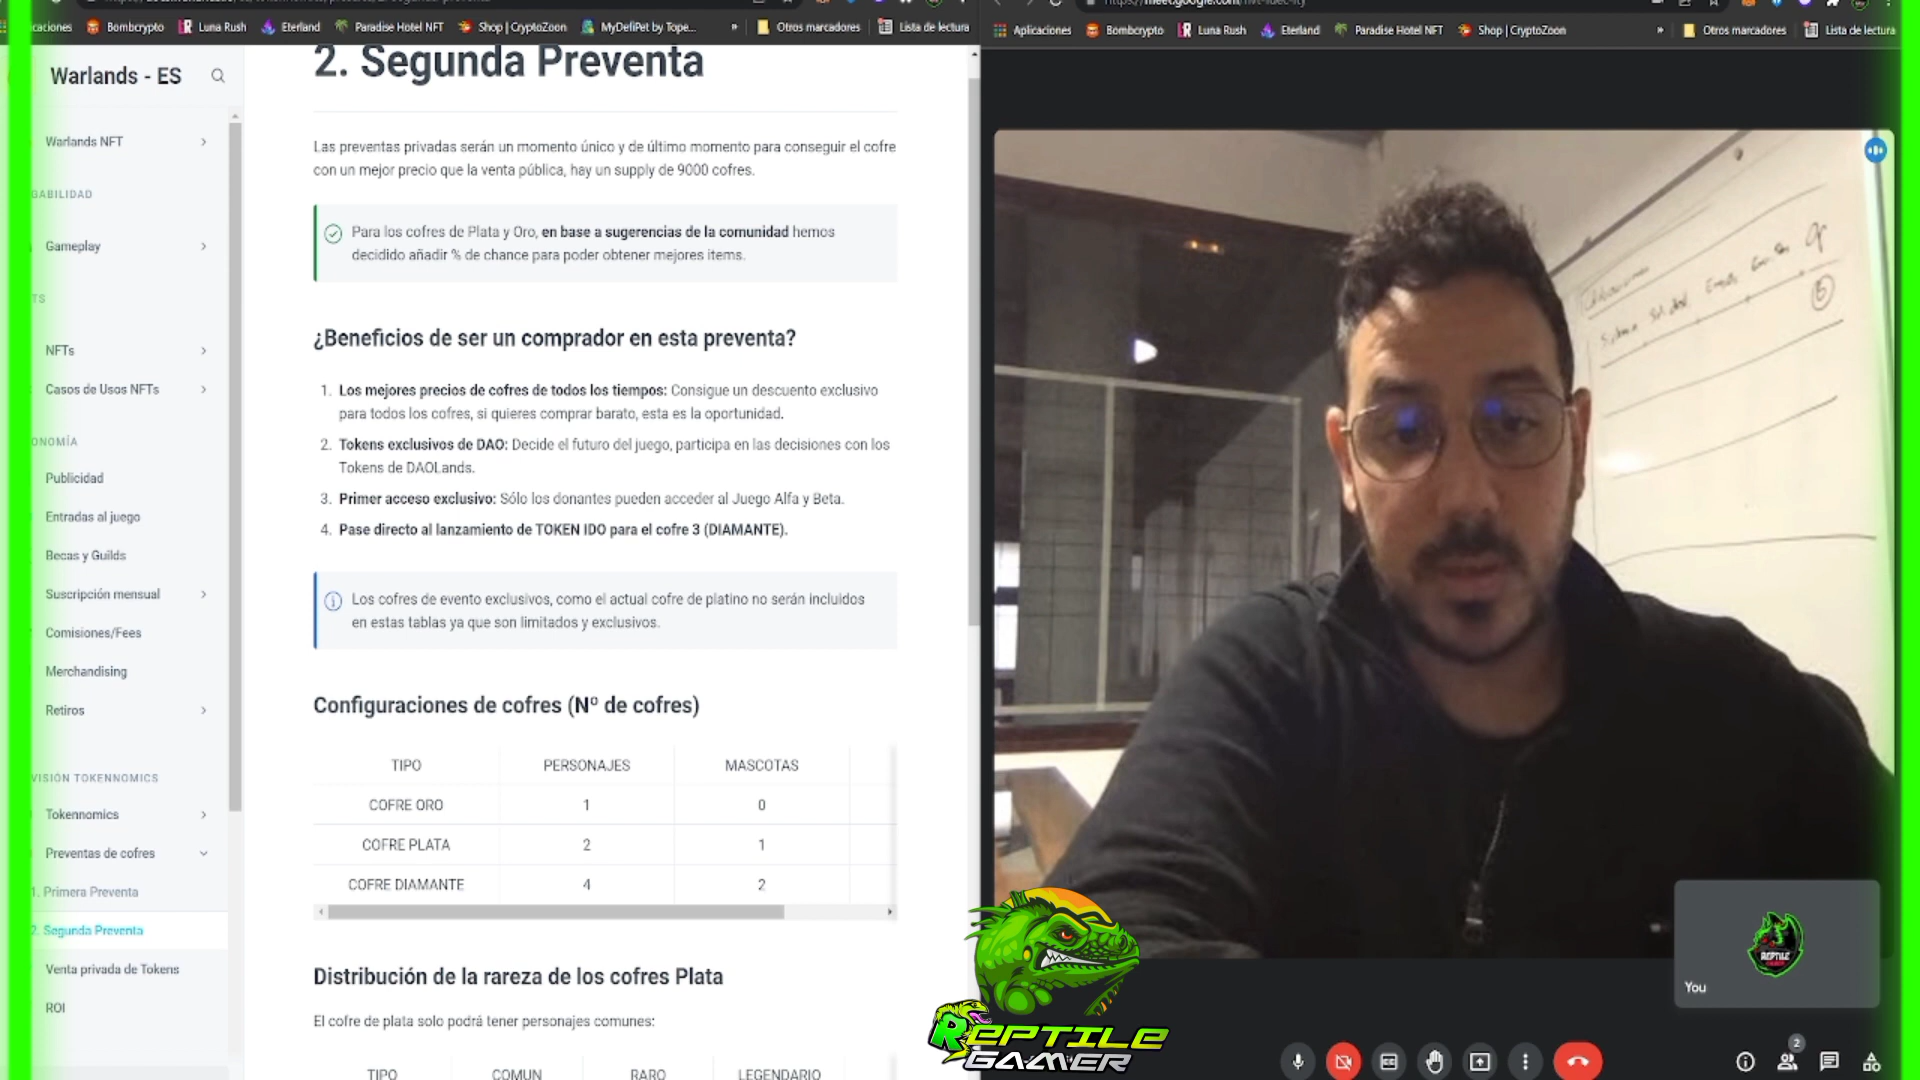 Bombcrypto
Luna Rush
Eterland
Paradise Hotel NFT
Shop | CryptoZoon
MyDefiPet by Tope...
»
Otros marcadores
Lista de lectura
Aplicaciones
Bombcrypto
Luna Rush
Eterland
Paradise Hotel NFT
Shop | CryptoZoon
»
Otros marcadores
Lista de lectura
Warlands - ES
Warlands NFT
GABILIDAD
Gameplay
TS
NFTs
Casos de Usos NFTs
ONOMÍA
Publicidad
Entradas al juego
Becas y Guilds
Suscripción mensual
Comisiones/Fees
Merchandising
Retiros
VISIÓN TOKENNOMICS
Tokennomics
Preventas de cofres
1. Primera Preventa
2. Segunda Preventa
Venta privada de Tokens
ROI
2. Segunda Preventa
Las preventas privadas serán un momento único y de último momento para conseguir el cofre
con un mejor precio que la venta pública, hay un supply de 9000 cofres.
Para los cofres de Plata y Oro, en base a sugerencias de la comunidad hemos
decidido añadir % de chance para poder obtener mejores items.
¿Beneficios de ser un comprador en esta preventa?
1. Los mejores precios de cofres de todos los tiempos: Consigue un descuento exclusivo
para todos los cofres, si quieres comprar barato, esta es la oportunidad.
2. Tokens exclusivos de DAO: Decide el futuro del juego, participa en las decisiones con los
Tokens de DAOLands.
3. Primer acceso exclusivo: Sólo los donantes pueden acceder al Juego Alfa y Beta.
4. Pase directo al lanzamiento de TOKEN IDO para el cofre 3 (DIAMANTE).
Los cofres de evento exclusivos, como el actual cofre de platino no serán incluidos
en estas tablas ya que son limitados y exclusivos.
Configuraciones de cofres (Nº de cofres)
TIPO PERSONAJES MASCOTAS
COFRE ORO 1 0
COFRE PLATA 2 1
COFRE DIAMANTE 4 2
Distribución de la rareza de los cofres Plata
El cofre de plata solo podrá tener personajes comunes:
TIPO COMUN RARO LEGENDARIO
REPTILE
GAMER
REPTILE
You
2